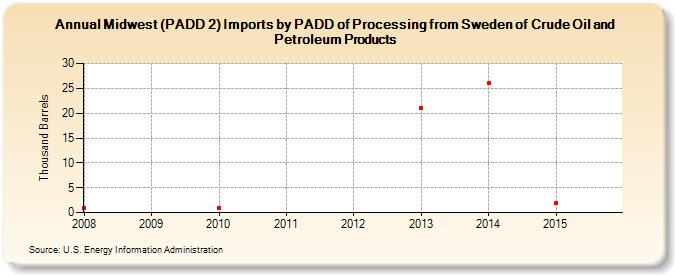 Annual Midwest (PADD 2) Imports by PADD of Processing from Sweden of Crude Oil and
Petroleum Products
Thousand Barrels
30
25
20
15
10
5
0
2008 2009 2010 2011 2012 2013 2014 2015
Source: U.S. Energy Information Administration